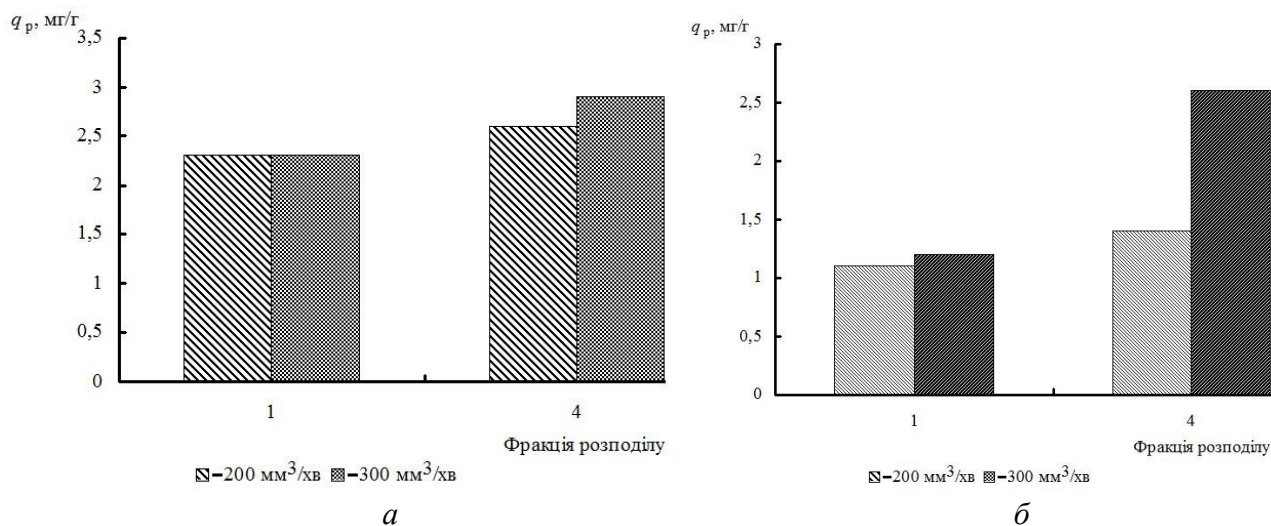 q р, мг/г
3,5
3
2,5
2
1,5
1
0,5
0
1
4
Фракція розподілу
–200 мм³/хв –300 мм³/хв
а
q р, мг/г
3
2,5
2
1,5
1
0,5
0
1
4
Фракція розподілу
–200 мм³/хв –300 мм³/хв
б